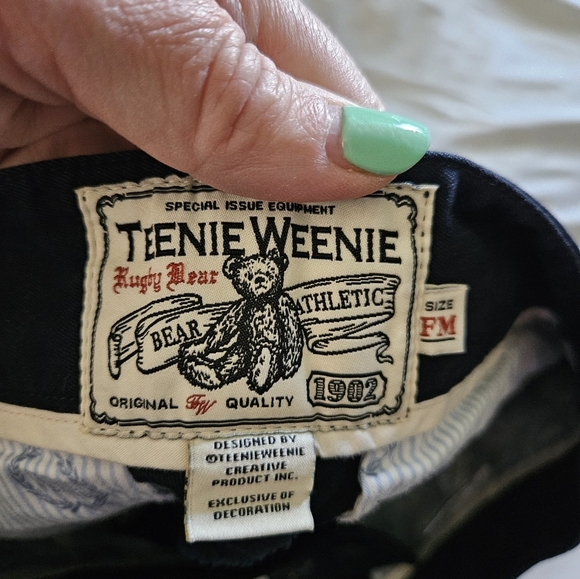 SPECIAL ISSUE EQUIPMENT
TEENIE WEENIE
Rugby Bear
BEAR ATHLETIC
ORIGINAL TW QUALITY
1902
SIZE
FM
DESIGNED BY
©TEENIEWEENIE
CREATIVE
PRODUCT INC.
EXCLUSIVE OF
DECORATION